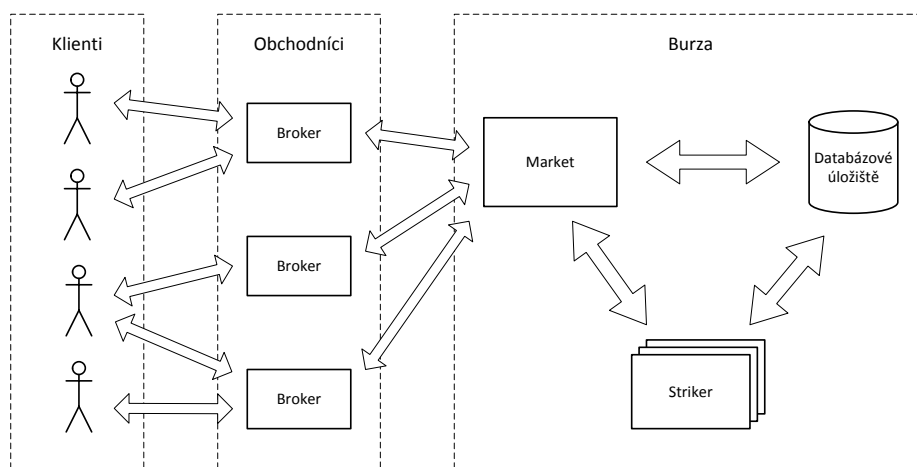 Klienti
Obchodníci
Burza
Broker
Market
Databázové
úložiště
Broker
Broker
Striker